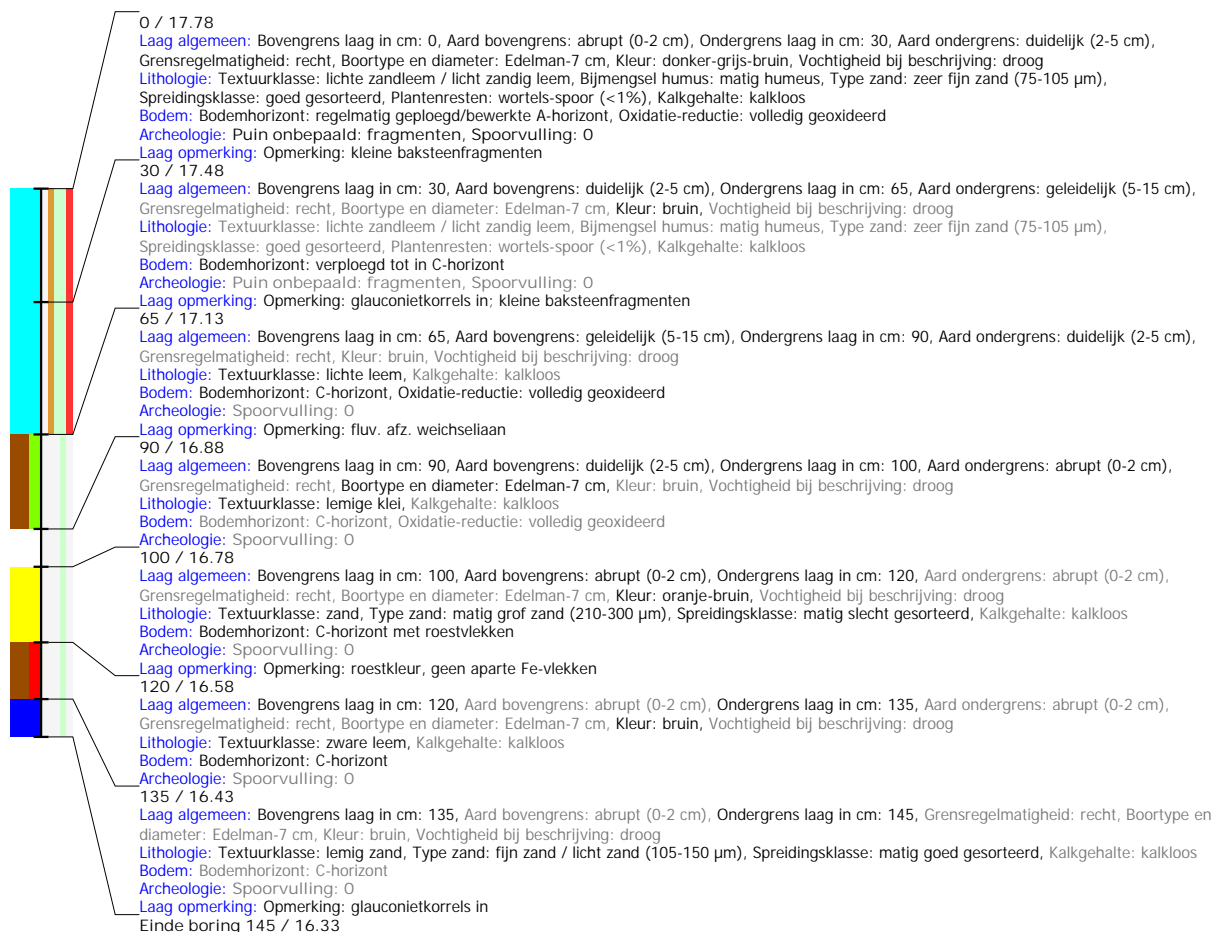 0 / 17.78
Laag algemeen: Bovengrens laag in cm: 0, Aard bovengrens: abrupt (0-2 cm), Ondergrens laag in cm: 30, Aard ondergrens: duidelijk (2-5 cm),
Grensregelmatigheid: recht, Boortype en diameter: Edelman-7 cm, Kleur: donker-grijs-bruin, Vochtigheid bij beschrijving: droog
Lithologie: Textuurklasse: lichte zandleem / licht zandig leem, Bijmengsel humus: matig humeus, Type zand: zeer fijn zand (75-105 µm),
Spreidingsklasse: goed gesorteerd, Plantenresten: wortels-spoor (<1%), Kalkgehalte: kalkloos
Bodem: Bodemhorizont: regelmatig geploegd/bewerkte A-horizont, Oxidatie-reductie: volledig geoxideerd
Archeologie: Puin onbepaald: fragmenten, Spoorvulling: 0
Laag opmerking: Opmerking: kleine baksteenfragmenten
30 / 17.48
Laag algemeen: Bovengrens laag in cm: 30, Aard bovengrens: duidelijk (2-5 cm), Ondergrens laag in cm: 65, Aard ondergrens: geleidelijk (5-15 cm),
Grensregelmatigheid: recht, Boortype en diameter: Edelman-7 cm, Kleur: bruin, Vochtigheid bij beschrijving: droog
Lithologie: Textuurklasse: lichte zandleem / licht zandig leem, Bijmengsel humus: matig humeus, Type zand: zeer fijn zand (75-105 µm),
Spreidingsklasse: goed gesorteerd, Plantenresten: wortels-spoor (<1%), Kalkgehalte: kalkloos
Bodem: Bodemhorizont: verploegd tot in C-horizont
Archeologie: Puin onbepaald: fragmenten, Spoorvulling: 0
Laag opmerking: Opmerking: glauconietkorrels in; kleine baksteenfragmenten
65 / 17.13
Laag algemeen: Bovengrens laag in cm: 65, Aard bovengrens: geleidelijk (5-15 cm), Ondergrens laag in cm: 90, Aard ondergrens: duidelijk (2-5 cm),
Grensregelmatigheid: recht, Kleur: bruin, Vochtigheid bij beschrijving: droog
Lithologie: Textuurklasse: lichte leem, Kalkgehalte: kalkloos
Bodem: Bodemhorizont: C-horizont, Oxidatie-reductie: volledig geoxideerd
Archeologie: Spoorvulling: 0
Laag opmerking: Opmerking: fluv. afz. weichseliaan
90 / 16.88
Laag algemeen: Bovengrens laag in cm: 90, Aard bovengrens: duidelijk (2-5 cm), Ondergrens laag in cm: 100, Aard ondergrens: abrupt (0-2 cm),
Grensregelmatigheid: recht, Boortype en diameter: Edelman-7 cm, Kleur: bruin, Vochtigheid bij beschrijving: droog
Lithologie: Textuurklasse: lemige klei, Kalkgehalte: kalkloos
Bodem: Bodemhorizont: C-horizont, Oxidatie-reductie: volledig geoxideerd
Archeologie: Spoorvulling: 0
100 / 16.78
Laag algemeen: Bovengrens laag in cm: 100, Aard bovengrens: abrupt (0-2 cm), Ondergrens laag in cm: 120, Aard ondergrens: abrupt (0-2 cm),
Grensregelmatigheid: recht, Boortype en diameter: Edelman-7 cm, Kleur: oranje-bruin, Vochtigheid bij beschrijving: droog
Lithologie: Textuurklasse: zand, Type zand: matig grof zand (210-300 µm), Spreidingsklasse: matig slecht gesorteerd, Kalkgehalte: kalkloos
Bodem: Bodemhorizont: C-horizont met roestvlekken
Archeologie: Spoorvulling: 0
Laag opmerking: Opmerking: roestkleur, geen aparte Fe-vlekken
120 / 16.58
Laag algemeen: Bovengrens laag in cm: 120, Aard bovengrens: abrupt (0-2 cm), Ondergrens laag in cm: 135, Aard ondergrens: abrupt (0-2 cm),
Grensregelmatigheid: recht, Boortype en diameter: Edelman-7 cm, Kleur: bruin, Vochtigheid bij beschrijving: droog
Lithologie: Textuurklasse: zware leem, Kalkgehalte: kalkloos
Bodem: Bodemhorizont: C-horizont
Archeologie: Spoorvulling: 0
135 / 16.43
Laag algemeen: Bovengrens laag in cm: 135, Aard bovengrens: abrupt (0-2 cm), Ondergrens laag in cm: 145, Grensregelmatigheid: recht, Boortype en
diameter: Edelman-7 cm, Kleur: bruin, Vochtigheid bij beschrijving: droog
Lithologie: Textuurklasse: lemig zand, Type zand: fijn zand / licht zand (105-150 µm), Spreidingsklasse: matig goed gesorteerd, Kalkgehalte: kalkloos
Bodem: Bodemhorizont: C-horizont
Archeologie: Spoorvulling: 0
Laag opmerking: Opmerking: glauconietkorrels in
Einde boring 145 / 16.33